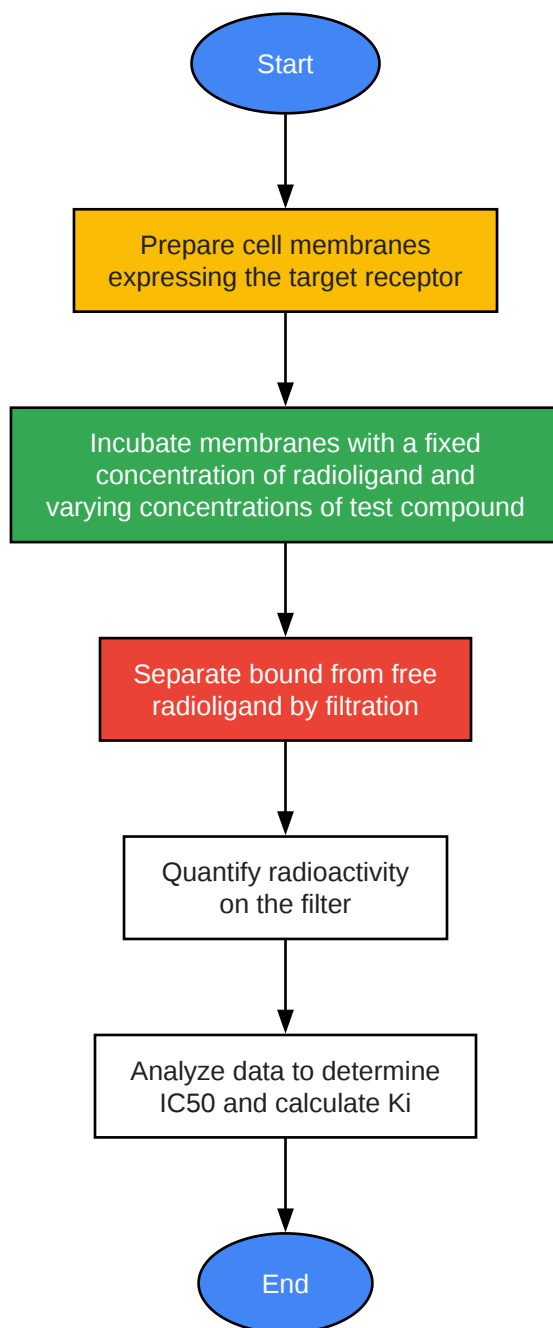 Start
Prepare cell membranes
expressing the target receptor
Incubate membranes with a fixed
concentration of radioligand and
varying concentrations of test compound
Separate bound from free
radioligand by filtration
Quantify radioactivity
on the filter
Analyze data to determine
IC50 and calculate Ki
End